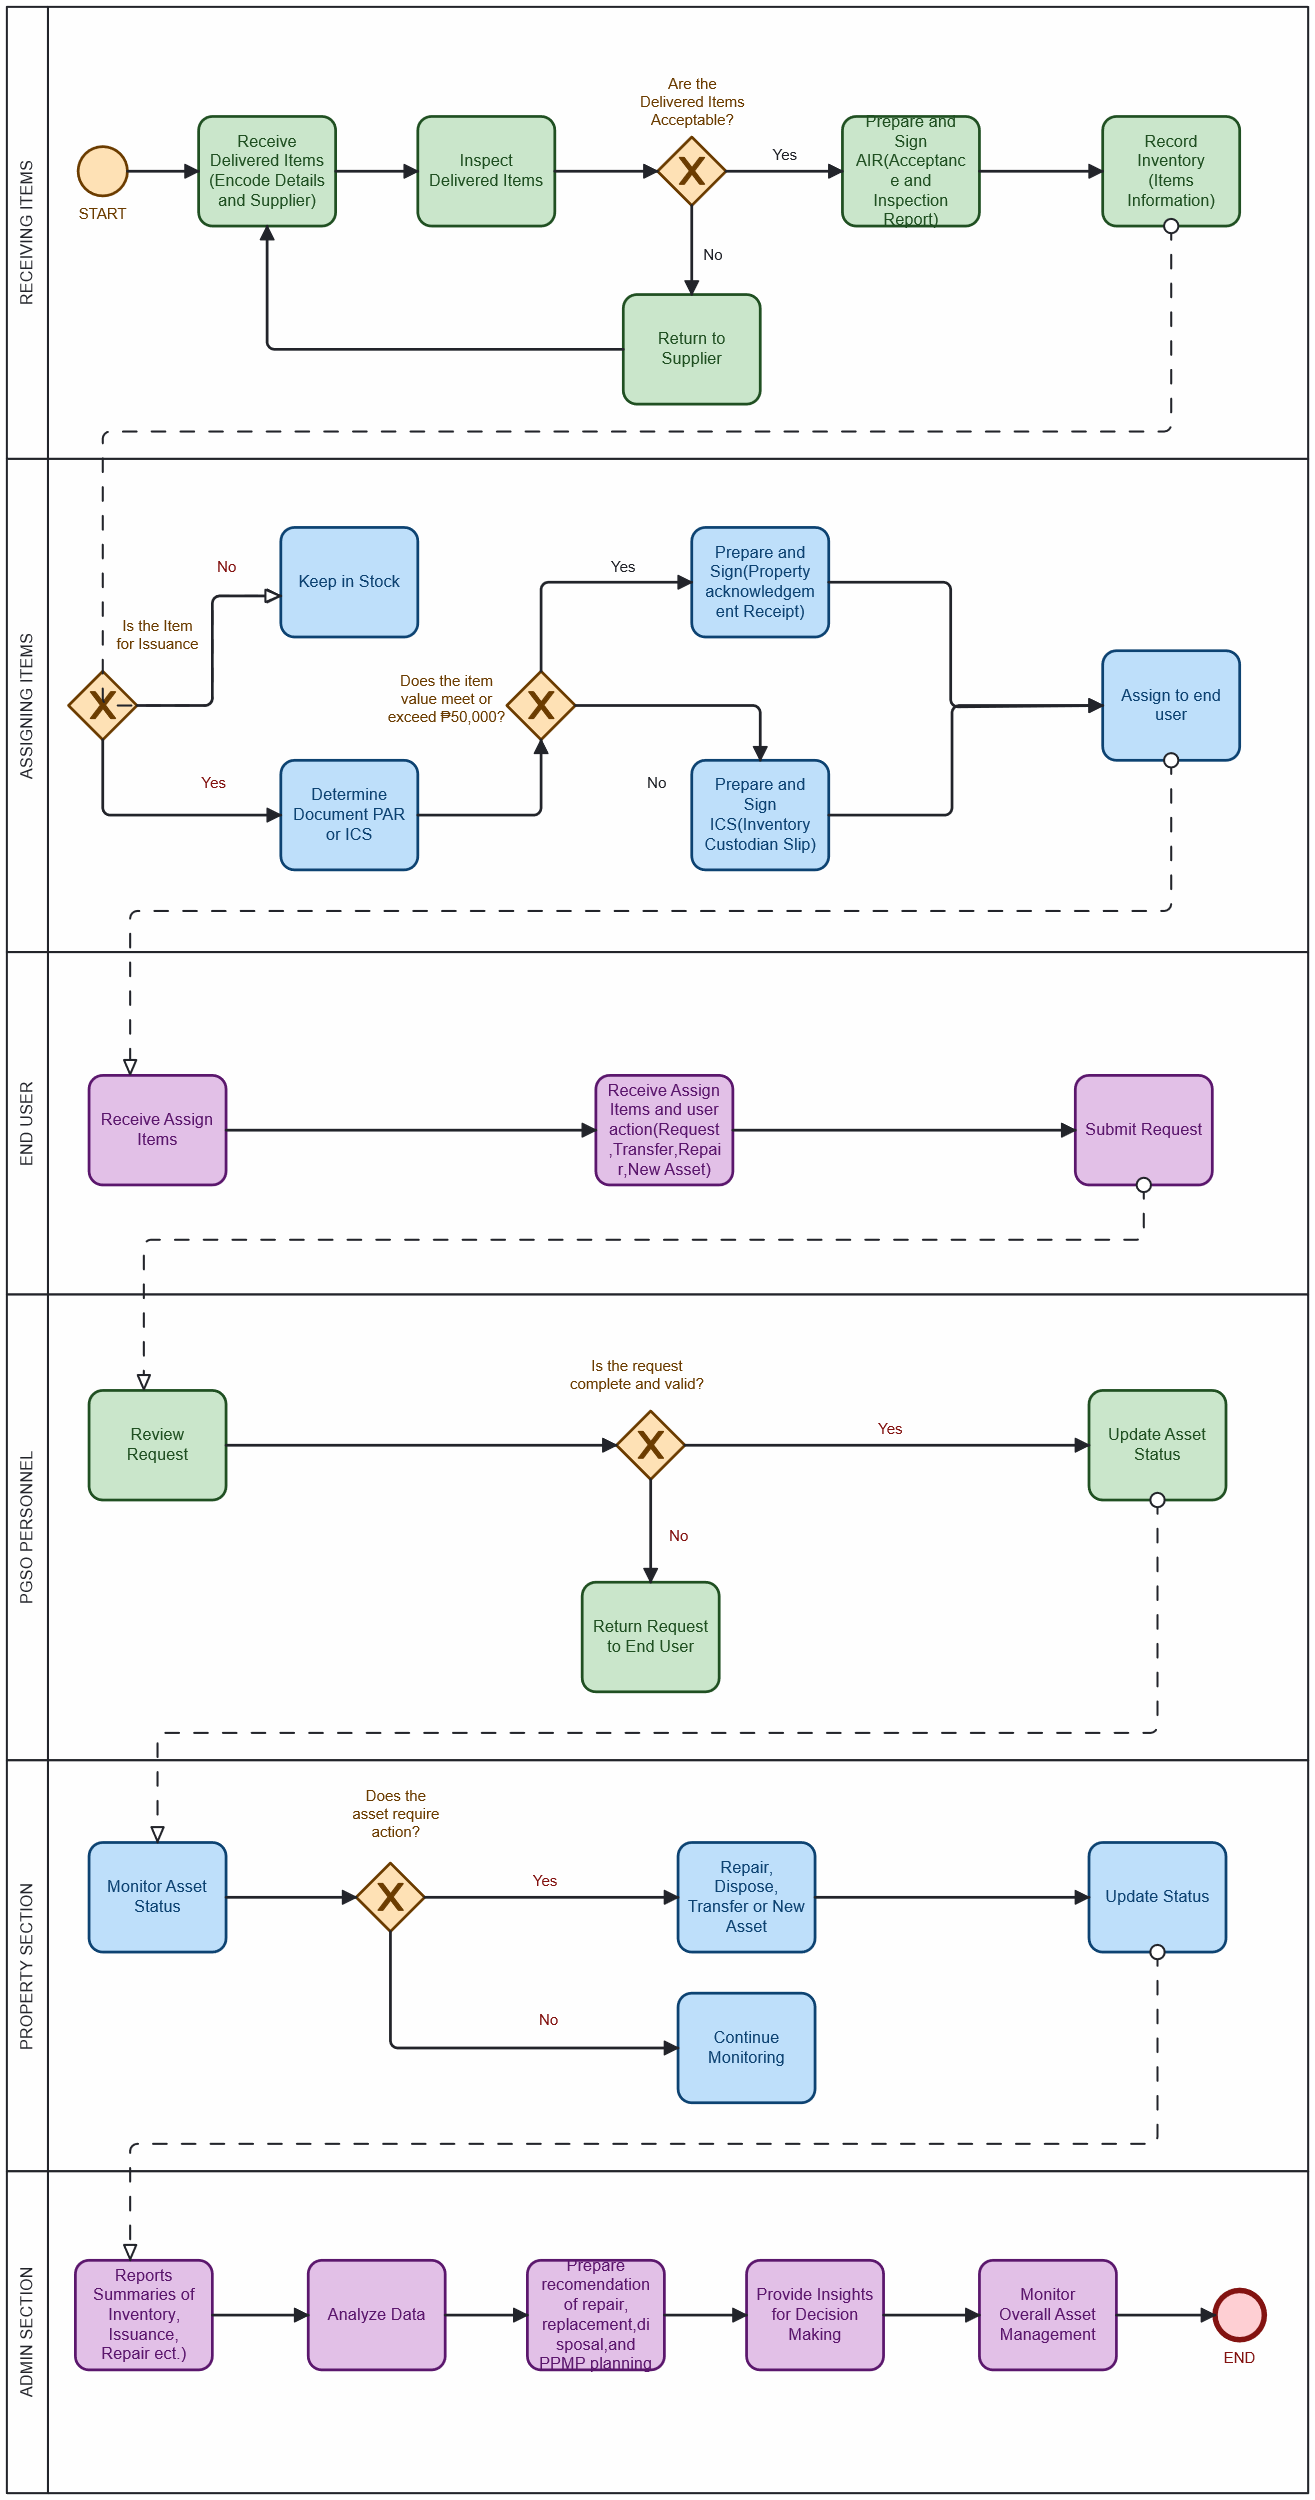 RECEIVING ITEMS
START
Receive
Delivered Items
(Encode Details
and Supplier)
Inspect
Delivered Items
Are the
Delivered Items
Acceptable?
X
Yes
No
Prepare and
Sign
AIR(Acceptanc
e and
Inspection
Report)
Record
Inventory
(Items
Information)
Return to
Supplier
ASSIGNING ITEMS
Is the Item
for Issuance
X
No
Yes
Keep in Stock
Determine
Document PAR
or ICS
Does the item
value meet or
exceed ₱50,000?
X
Yes
No
Prepare and
Sign(Property
acknowledgem
ent Receipt)
Prepare and
Sign
ICS(Inventory
Custodian Slip)
Assign to end
user
END USER
Receive Assign
Items
Receive Assign
Items and user
action(Request
,Transfer,Repai
r,New Asset)
Submit Request
PGSO PERSONNEL
Review
Request
Is the request
complete and valid?
X
Yes
No
Update Asset
Status
Return Request
to End User
PROPERTY SECTION
Monitor Asset
Status
Does the
asset require
action?
X
Yes
No
Repair,
Dispose,
Transfer or New
Asset
Update Status
Continue
Monitoring
ADMIN SECTION
Reports
Summaries of
Inventory,
Issuance,
Repair ect.)
Analyze Data
Prepare
recomendation
of repair,
replacement,di
sposal,and
PPMP planning
Provide Insights
for Decision
Making
Monitor
Overall Asset
Management
END